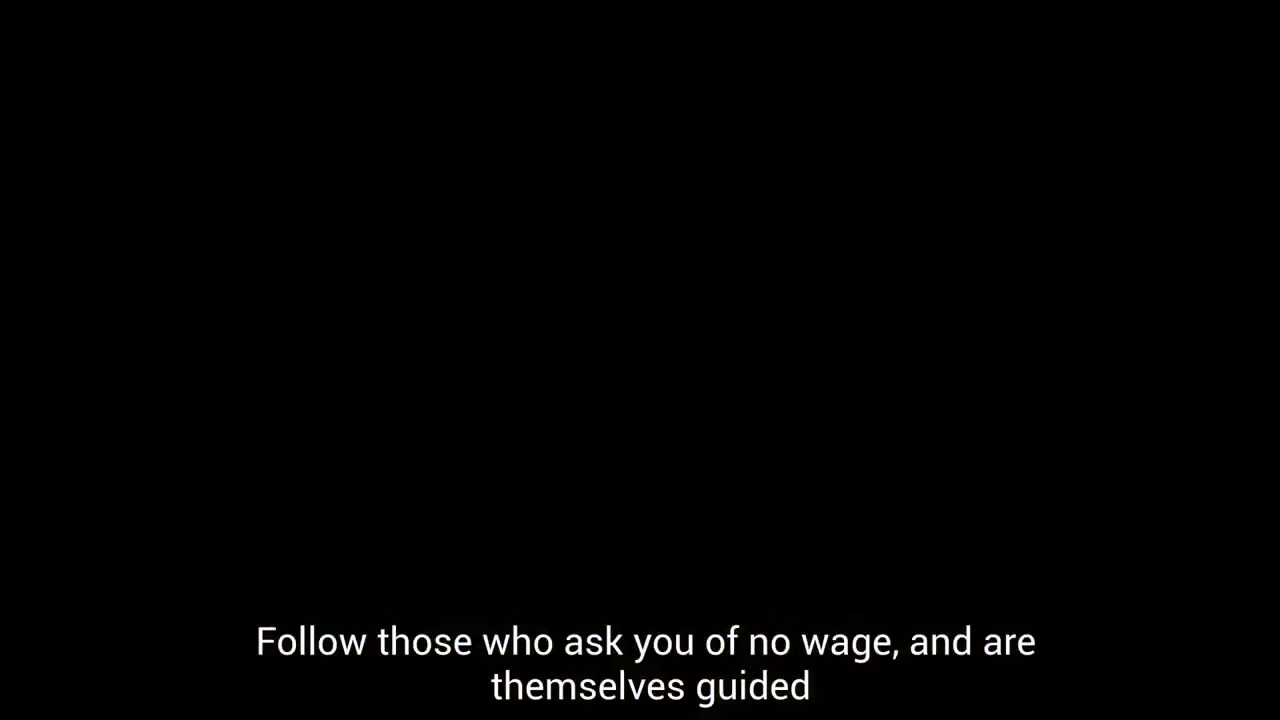 Follow those who ask you of no wage, and are
themselves guided